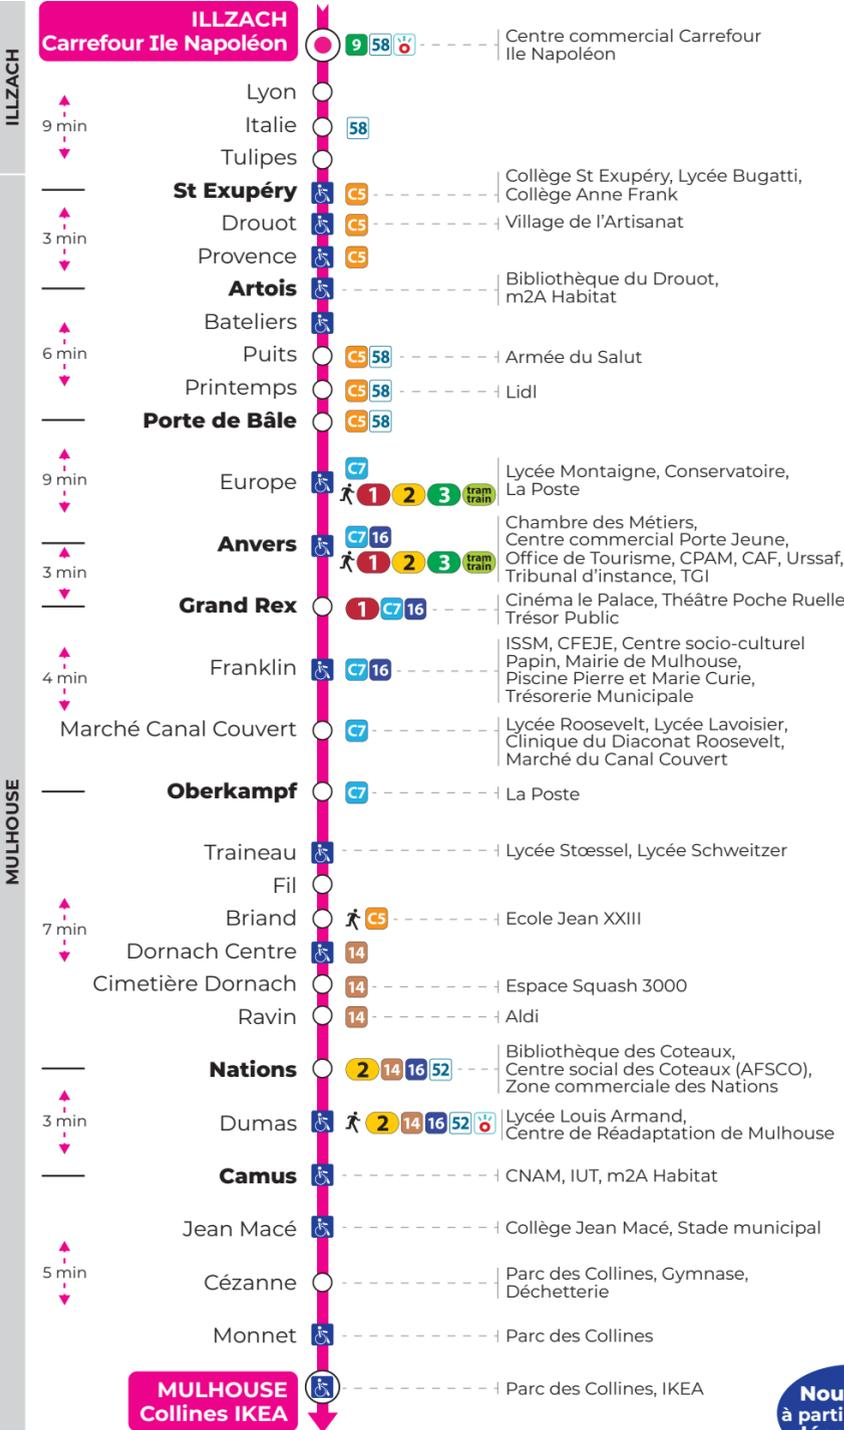 ILLZACH
ILLZACH
Carrefour Ile Napoléon
9 58
Centre commercial Carrefour
Ile Napoléon
Lyon
9 min
Italie
58
Tulipes
St Exupéry
C5
Collège St Exupéry, Lycée Bugatti,
Collège Anne Frank
Drouot
C5
Village de l'Artisanat
3 min
Provence
C5
Artois
Bibliothèque du Drouot,
m2A Habitat
Bateliers
6 min
Puits
C5 58
Armée du Salut
Printemps
C5 58
Lidl
Porte de Bâle
C5 58
9 min
Europe
C7
1 2 3 tram train
Lycée Montaigne, Conservatoire,
La Poste
Anvers
C7 16
1 2 3 tram train
Chambre des Métiers,
Centre commercial Porte Jeune,
Office de Tourisme, CPAM, CAF, Urssaf,
Tribunal d'instance, TGI
3 min
Grand Rex
1 C7 16
Cinéma le Palace, Théâtre Poche Ruelle
Trésor Public
4 min
Franklin
C7 16
ISSM, CFEJE, Centre socio-culturel
Papin, Mairie de Mulhouse,
Piscine Pierre et Marie Curie,
Trésorerie Municipale
Marché Canal Couvert
C7
Lycée Roosevelt, Lycée Lavoisier,
Clinique du Diaconat Roosevelt,
Marché du Canal Couvert
MULHOUSE
Oberkampf
C7
La Poste
Traineau
Lycée Stœssel, Lycée Schweitzer
Fil
7 min
Briand
C5
Ecole Jean XXIII
Dornach Centre
14
Cimetière Dornach
14
Espace Squash 3000
Ravin
14
Aldi
Nations
2 14 16 52
Bibliothèque des Coteaux,
Centre social des Coteaux (AFSCO),
Zone commerciale des Nations
3 min
Dumas
2 14 16 52
Lycée Louis Armand,
Centre de Réadaptation de Mulhouse
Camus
CNAM, IUT, m2A Habitat
Jean Macé
Collège Jean Macé, Stade municipal
5 min
Cézanne
Parc des Collines, Gymnase,
Déchetterie
Monnet
Parc des Collines
MULHOUSE
Collines IKEA
Parc des Collines, IKEA
Nou
à parti